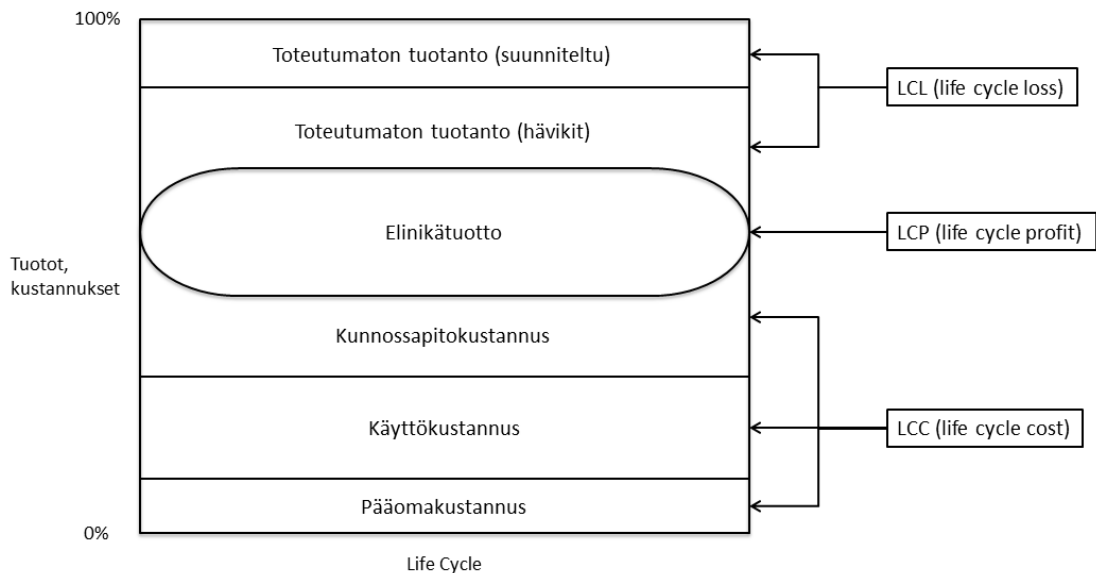 100%
Toteutumaton tuotanto (suunniteltu)
LCL (life cycle loss)
Toteutumaton tuotanto (hävikit)
Elinikätuotto
LCP (life cycle profit)
Tuotot,
kustannukset
Kunnossapitokustannus
Käyttökustannus
LCC (life cycle cost)
Pääomakustannus
0%
Life Cycle